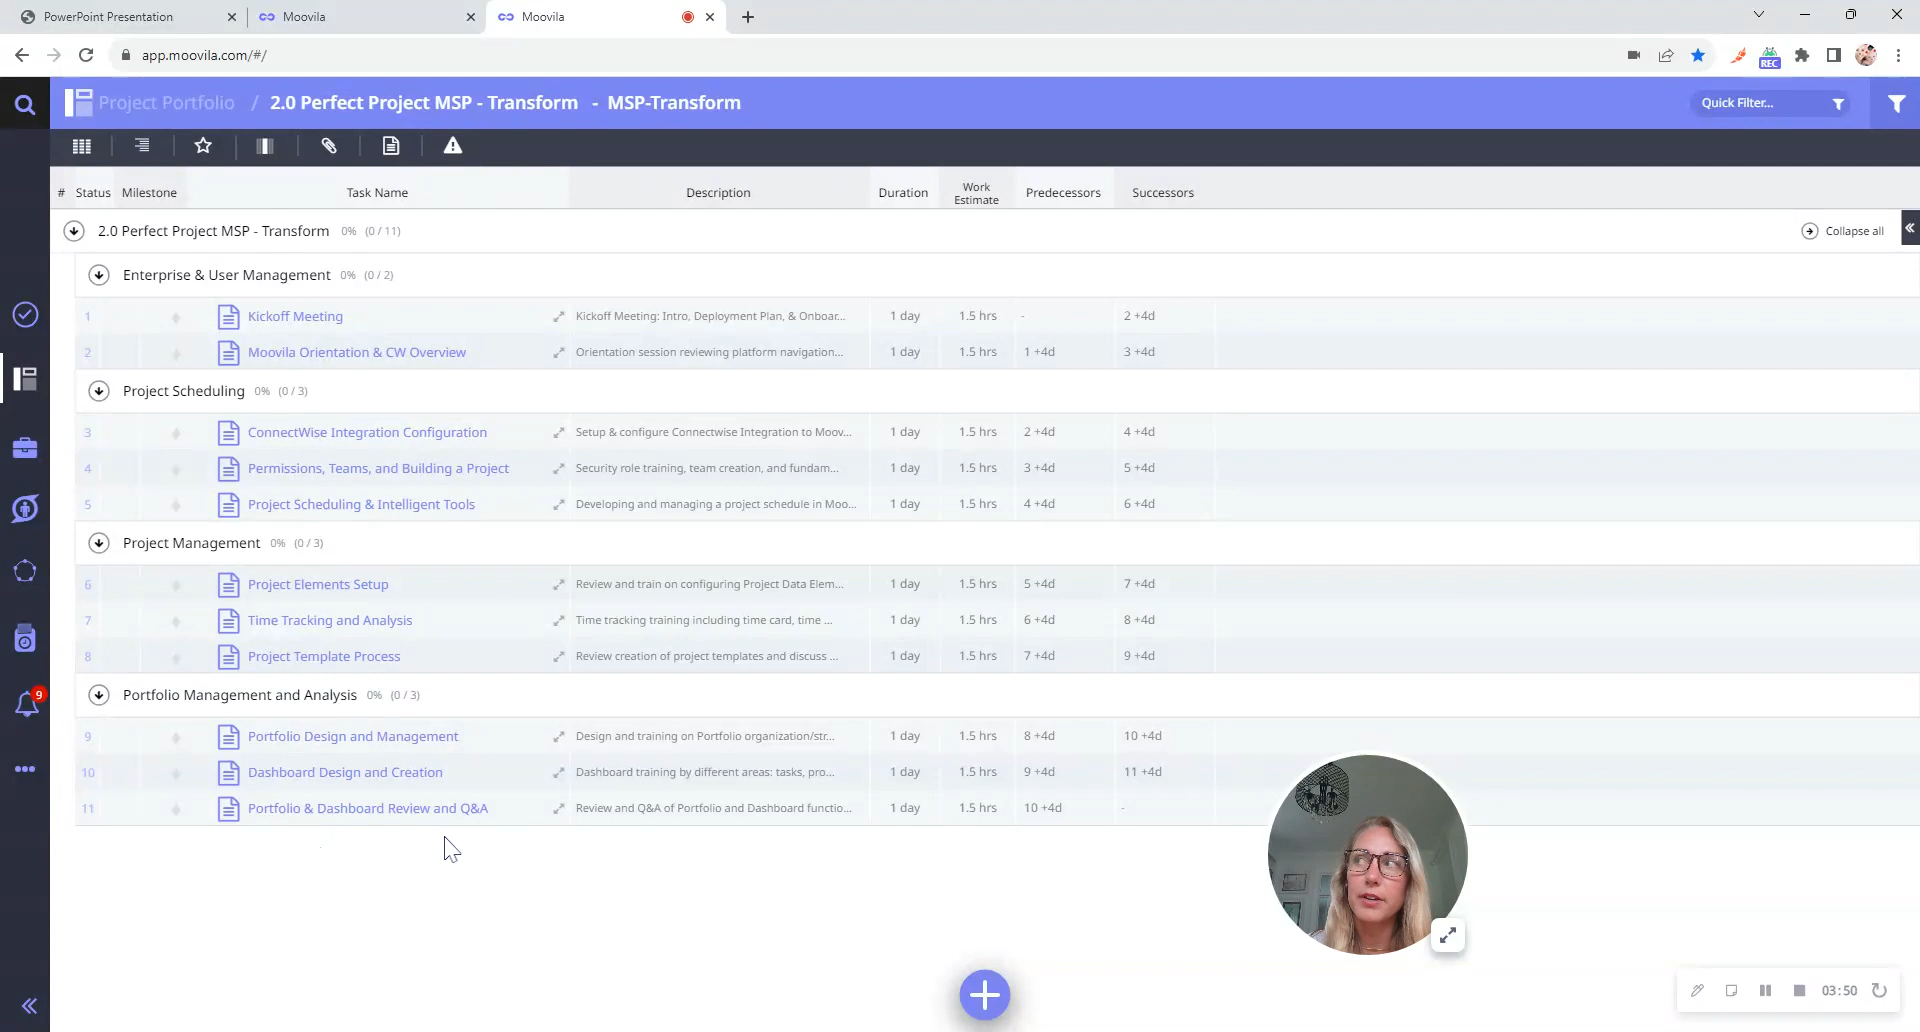 PowerPoint Presentation
Moovila
Moovila
app.moovila.com/#/
REC
Project Portfolio / 2.0 Perfect Project MSP - Transform - MSP-Transform
Quick Filter...
# Status Milestone Task Name Description Duration Work Estimate Predecessors Successors
2.0 Perfect Project MSP - Transform 0% (0 / 11)
Collapse all
Enterprise & User Management 0% (0 / 2)
1 Kickoff Meeting Kickoff Meeting: Intro, Deployment Plan, & Onboar... 1 day 1.5 hrs - 2 +4d
2 Moovila Orientation & CW Overview Orientation session reviewing platform navigation... 1 day 1.5 hrs 1 +4d 3 +4d
Project Scheduling 0% (0 / 3)
3 ConnectWise Integration Configuration Setup & configure Connectwise Integration to Moov... 1 day 1.5 hrs 2 +4d 4 +4d
4 Permissions, Teams, and Building a Project Security role training, team creation, and fundam... 1 day 1.5 hrs 3 +4d 5 +4d
5 Project Scheduling & Intelligent Tools Developing and managing a project schedule in Moo... 1 day 1.5 hrs 4 +4d 6 +4d
Project Management 0% (0 / 3)
6 Project Elements Setup Review and train on configuring Project Data Elem... 1 day 1.5 hrs 5 +4d 7 +4d
7 Time Tracking and Analysis Time tracking training including time card, time ... 1 day 1.5 hrs 6 +4d 8 +4d
8 Project Template Process Review creation of project templates and discuss ... 1 day 1.5 hrs 7 +4d 9 +4d
Portfolio Management and Analysis 0% (0 / 3)
9 Portfolio Design and Management Design and training on Portfolio organization/str... 1 day 1.5 hrs 8 +4d 10 +4d
10 Dashboard Design and Creation Dashboard training by different areas: tasks, pro... 1 day 1.5 hrs 9 +4d 11 +4d
11 Portfolio & Dashboard Review and Q&A Review and Q&A of Portfolio and Dashboard functio... 1 day 1.5 hrs 10 +4d -
9
03:50